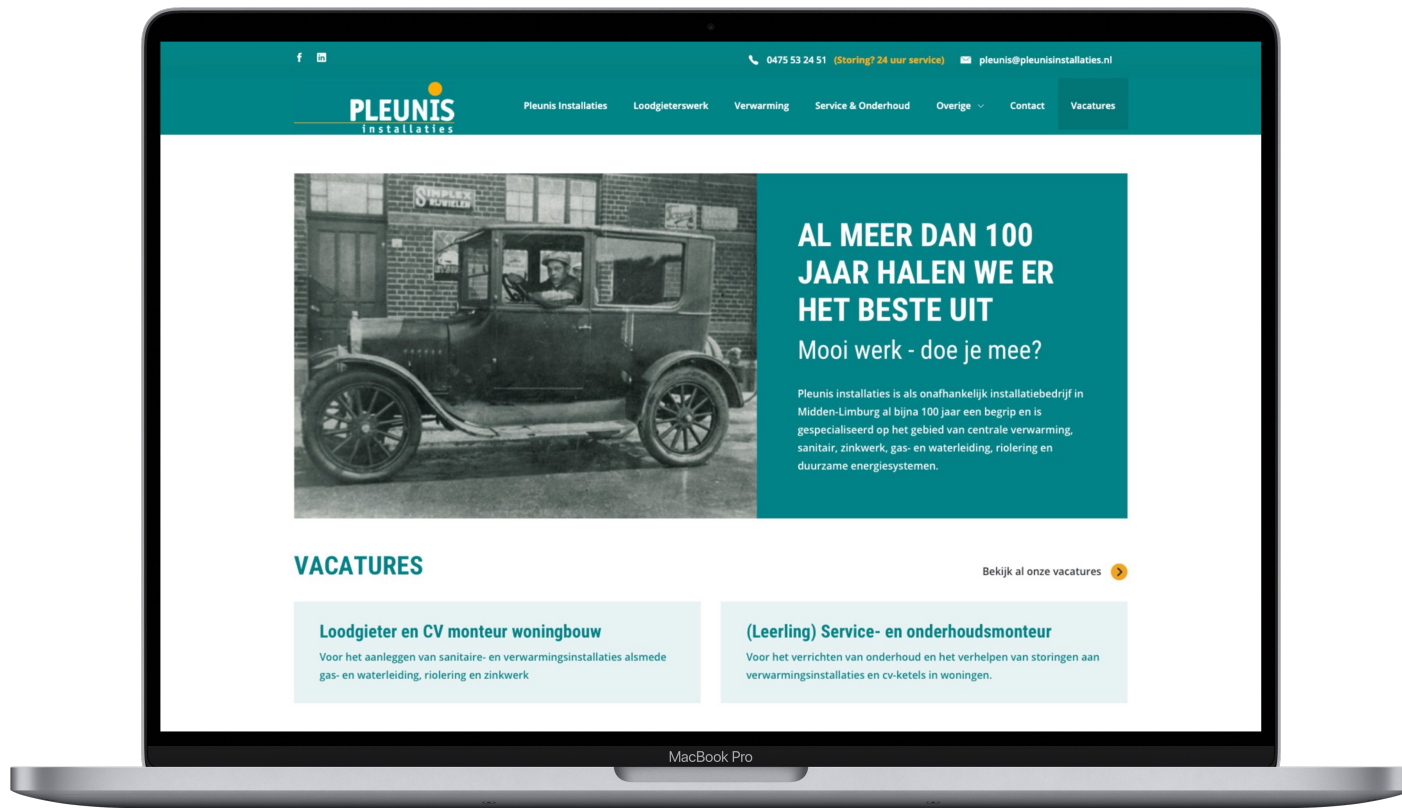 f in
0475 53 24 51 (Storing? 24 uur service) pleunis@pleunisinstallaties.nl
PLEUNIS
installaties
Pleunis Installaties Loodgieterswerk Verwarming Service & Onderhoud Overige Contact Vacatures
SIMPLEX
RIJWIELEN
AL MEER DAN 100
JAAR HALEN WE ER
HET BESTE UIT
Mooi werk - doe je mee?
Pleunis installaties is als onafhankelijk installatiebedrijf in
Midden-Limburg al bijna 100 jaar een begrip en is
gespecialiseerd op het gebied van centrale verwarming,
sanitair, zinkwerk, gas- en waterleiding, riolering en
duurzame energiesystemen.
VACATURES
Bekijk al onze vacatures
Loodgieter en CV monteur woningbouw
Voor het aanleggen van sanitaire- en verwarmingsinstallaties alsmede
gas- en waterleiding, riolering en zinkwerk
(Leerling) Service- en onderhoudsmonteur
Voor het verrichten van onderhoud en het verhelpen van storingen aan
verwarmingsinstallaties en cv-ketels in woningen.
MacBook Pro